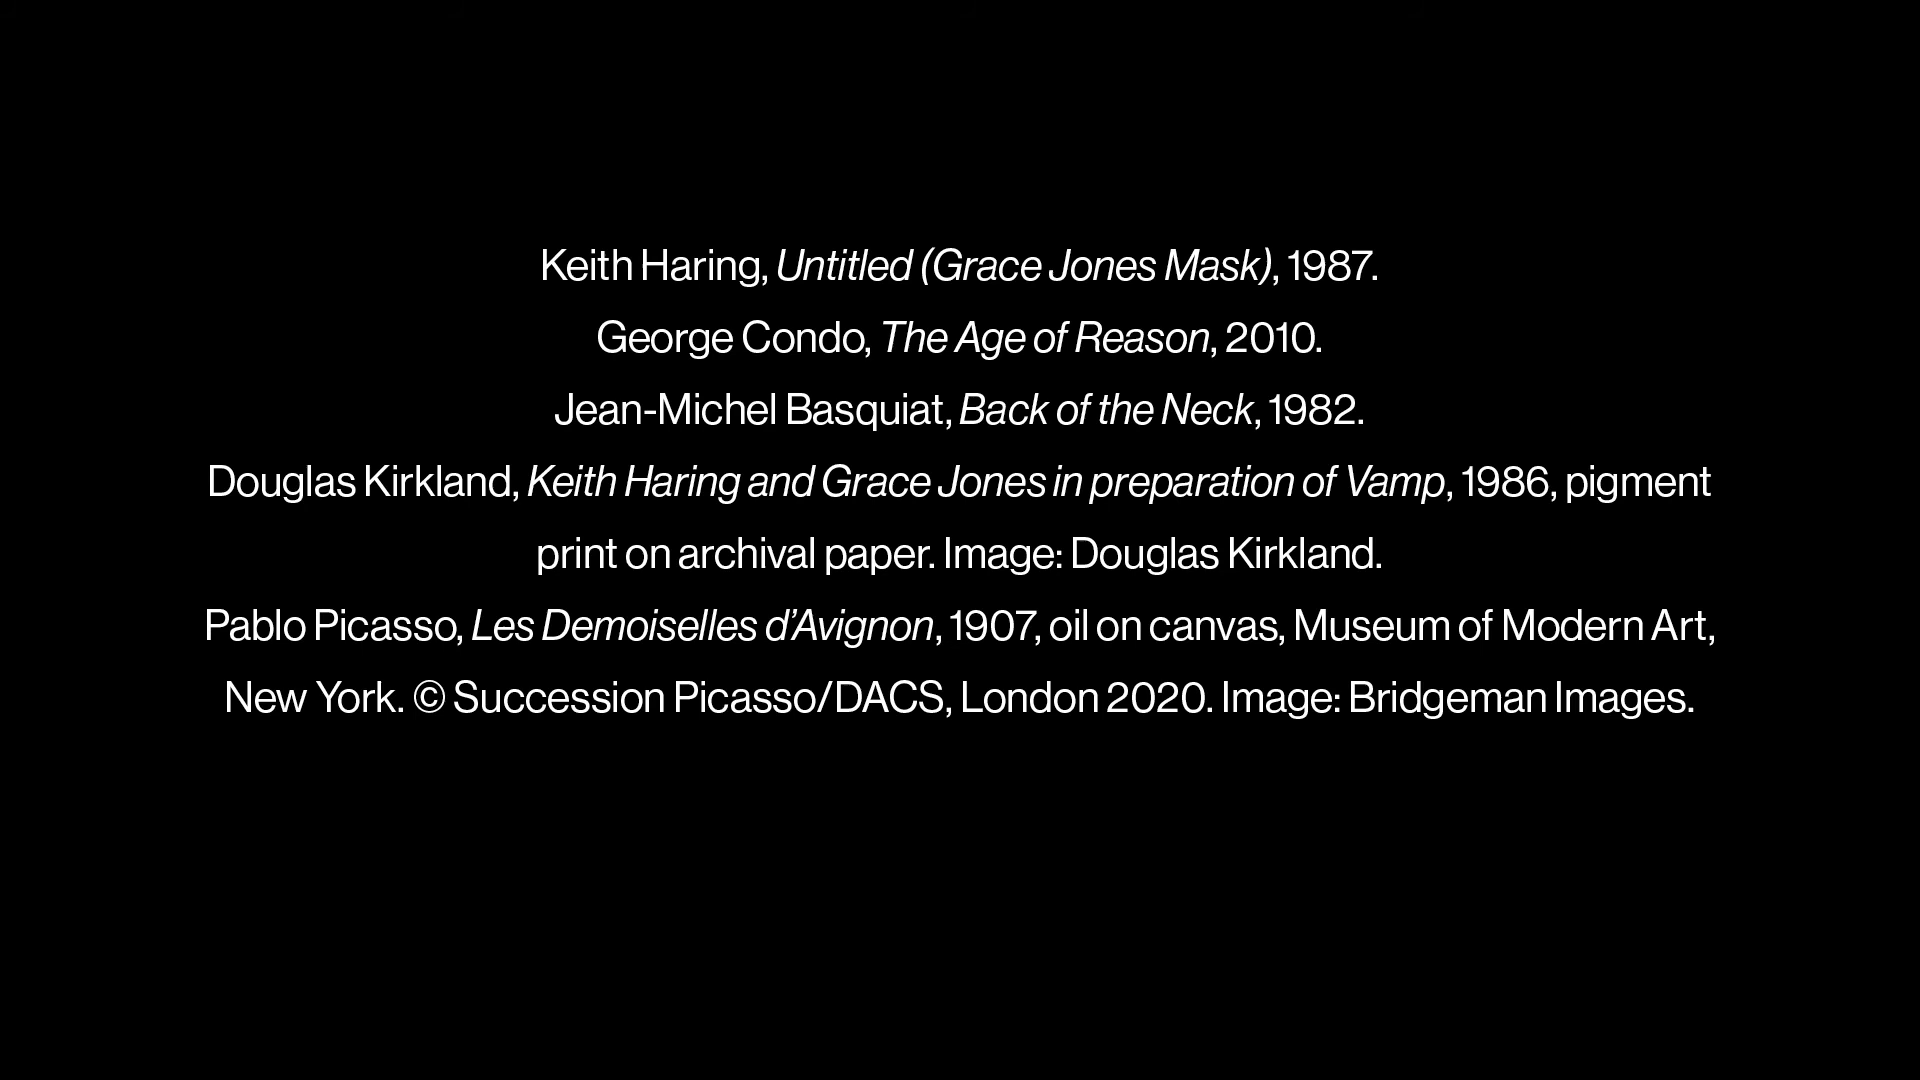 Keith Haring, Untitled (Grace Jones Mask), 1987.
George Condo, The Age of Reason, 2010.
Jean-Michel Basquiat, Back of the Neck, 1982.
Douglas Kirkland, Keith Haring and Grace Jones in preparation of Vamp, 1986, pigment
print on archival paper. Image: Douglas Kirkland.
Pablo Picasso, Les Demoiselles d’Avignon, 1907, oil on canvas, Museum of Modern Art,
New York. © Succession Picasso/DACS, London 2020. Image: Bridgeman Images.